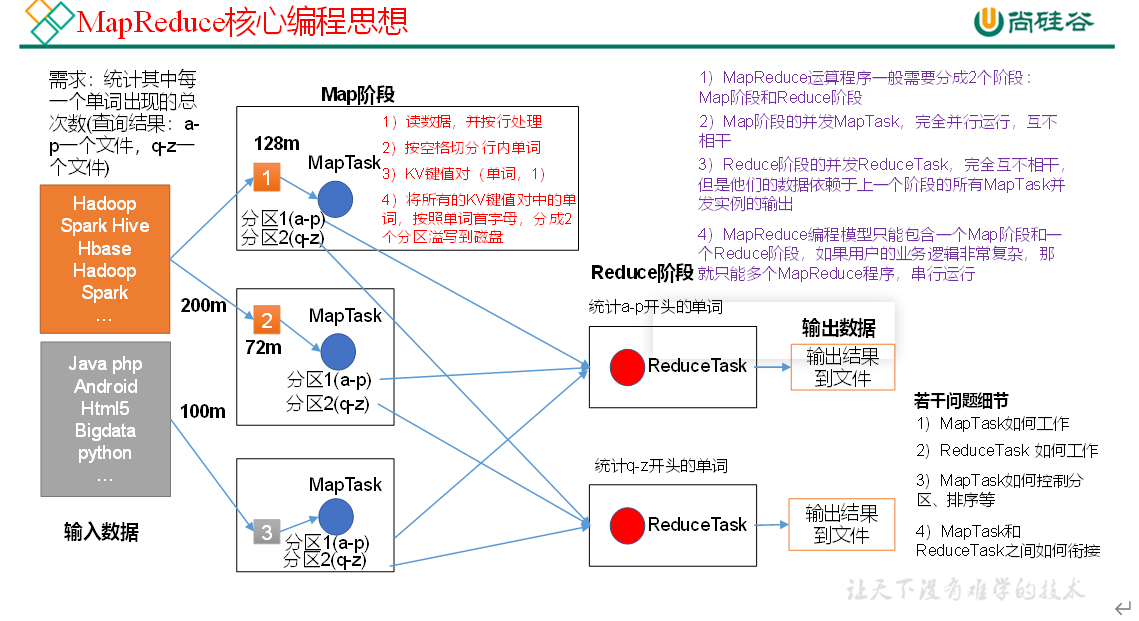 MapReduce核心编程思想
尚硅谷
需求：统计其中每
一个单词出现的总
次数(查询结果：a-
p一个文件，q-z一
个文件)
Hadoop
Spark Hive
Hbase
Hadoop
Spark
…
Java php
Android
Html5
Bigdata
python
…
输入数据
200m
100m
Map阶段
128m
1
MapTask
分区1(a-p)
分区2(q-z)
1）读数据，并按行处理
2）按空格切分行内单词
3）KV键值对（单词，1）
4）将所有的KV键值对中的单
词，按照单词首字母，分成2
个分区溢写到磁盘
2
72m
MapTask
分区1(a-p)
分区2(q-z)
3
MapTask
分区1(a-p)
分区2(q-z)
1）MapReduce运算程序一般需要分成2个阶段：
Map阶段和Reduce阶段
2）Map阶段的并发MapTask，完全并行运行，互不
相干
3）Reduce阶段的并发ReduceTask，完全互不相干，
但是他们的数据依赖于上一个阶段的所有MapTask并
发实例的输出
4）MapReduce编程模型只能包含一个Map阶段和一
个Reduce阶段，如果用户的业务逻辑非常复杂，那
就只能多个MapReduce程序，串行运行
Reduce阶段
统计a-p开头的单词
ReduceTask
输出数据
输出结果
到文件
统计q-z开头的单词
ReduceTask
输出结果
到文件
若干问题细节
1）MapTask如何工作
2）ReduceTask 如何工作
3）MapTask如何控制分
区、排序等
4）MapTask和
ReduceTask之间如何衔接
让天下没有难学的技术